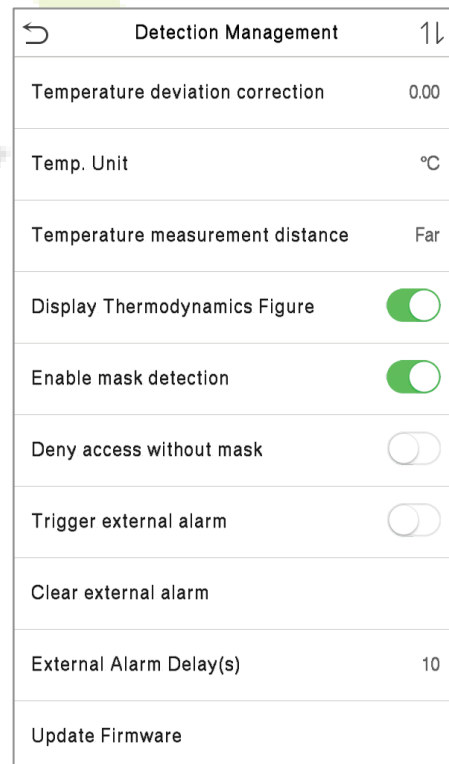 Detection Management
Temperature deviation correction 0.00
Temp. Unit °C
Temperature measurement distance Far
Display Thermodynamics Figure
Enable mask detection
Deny access without mask
Trigger external alarm
Clear external alarm
External Alarm Delay(s) 10
Update Firmware